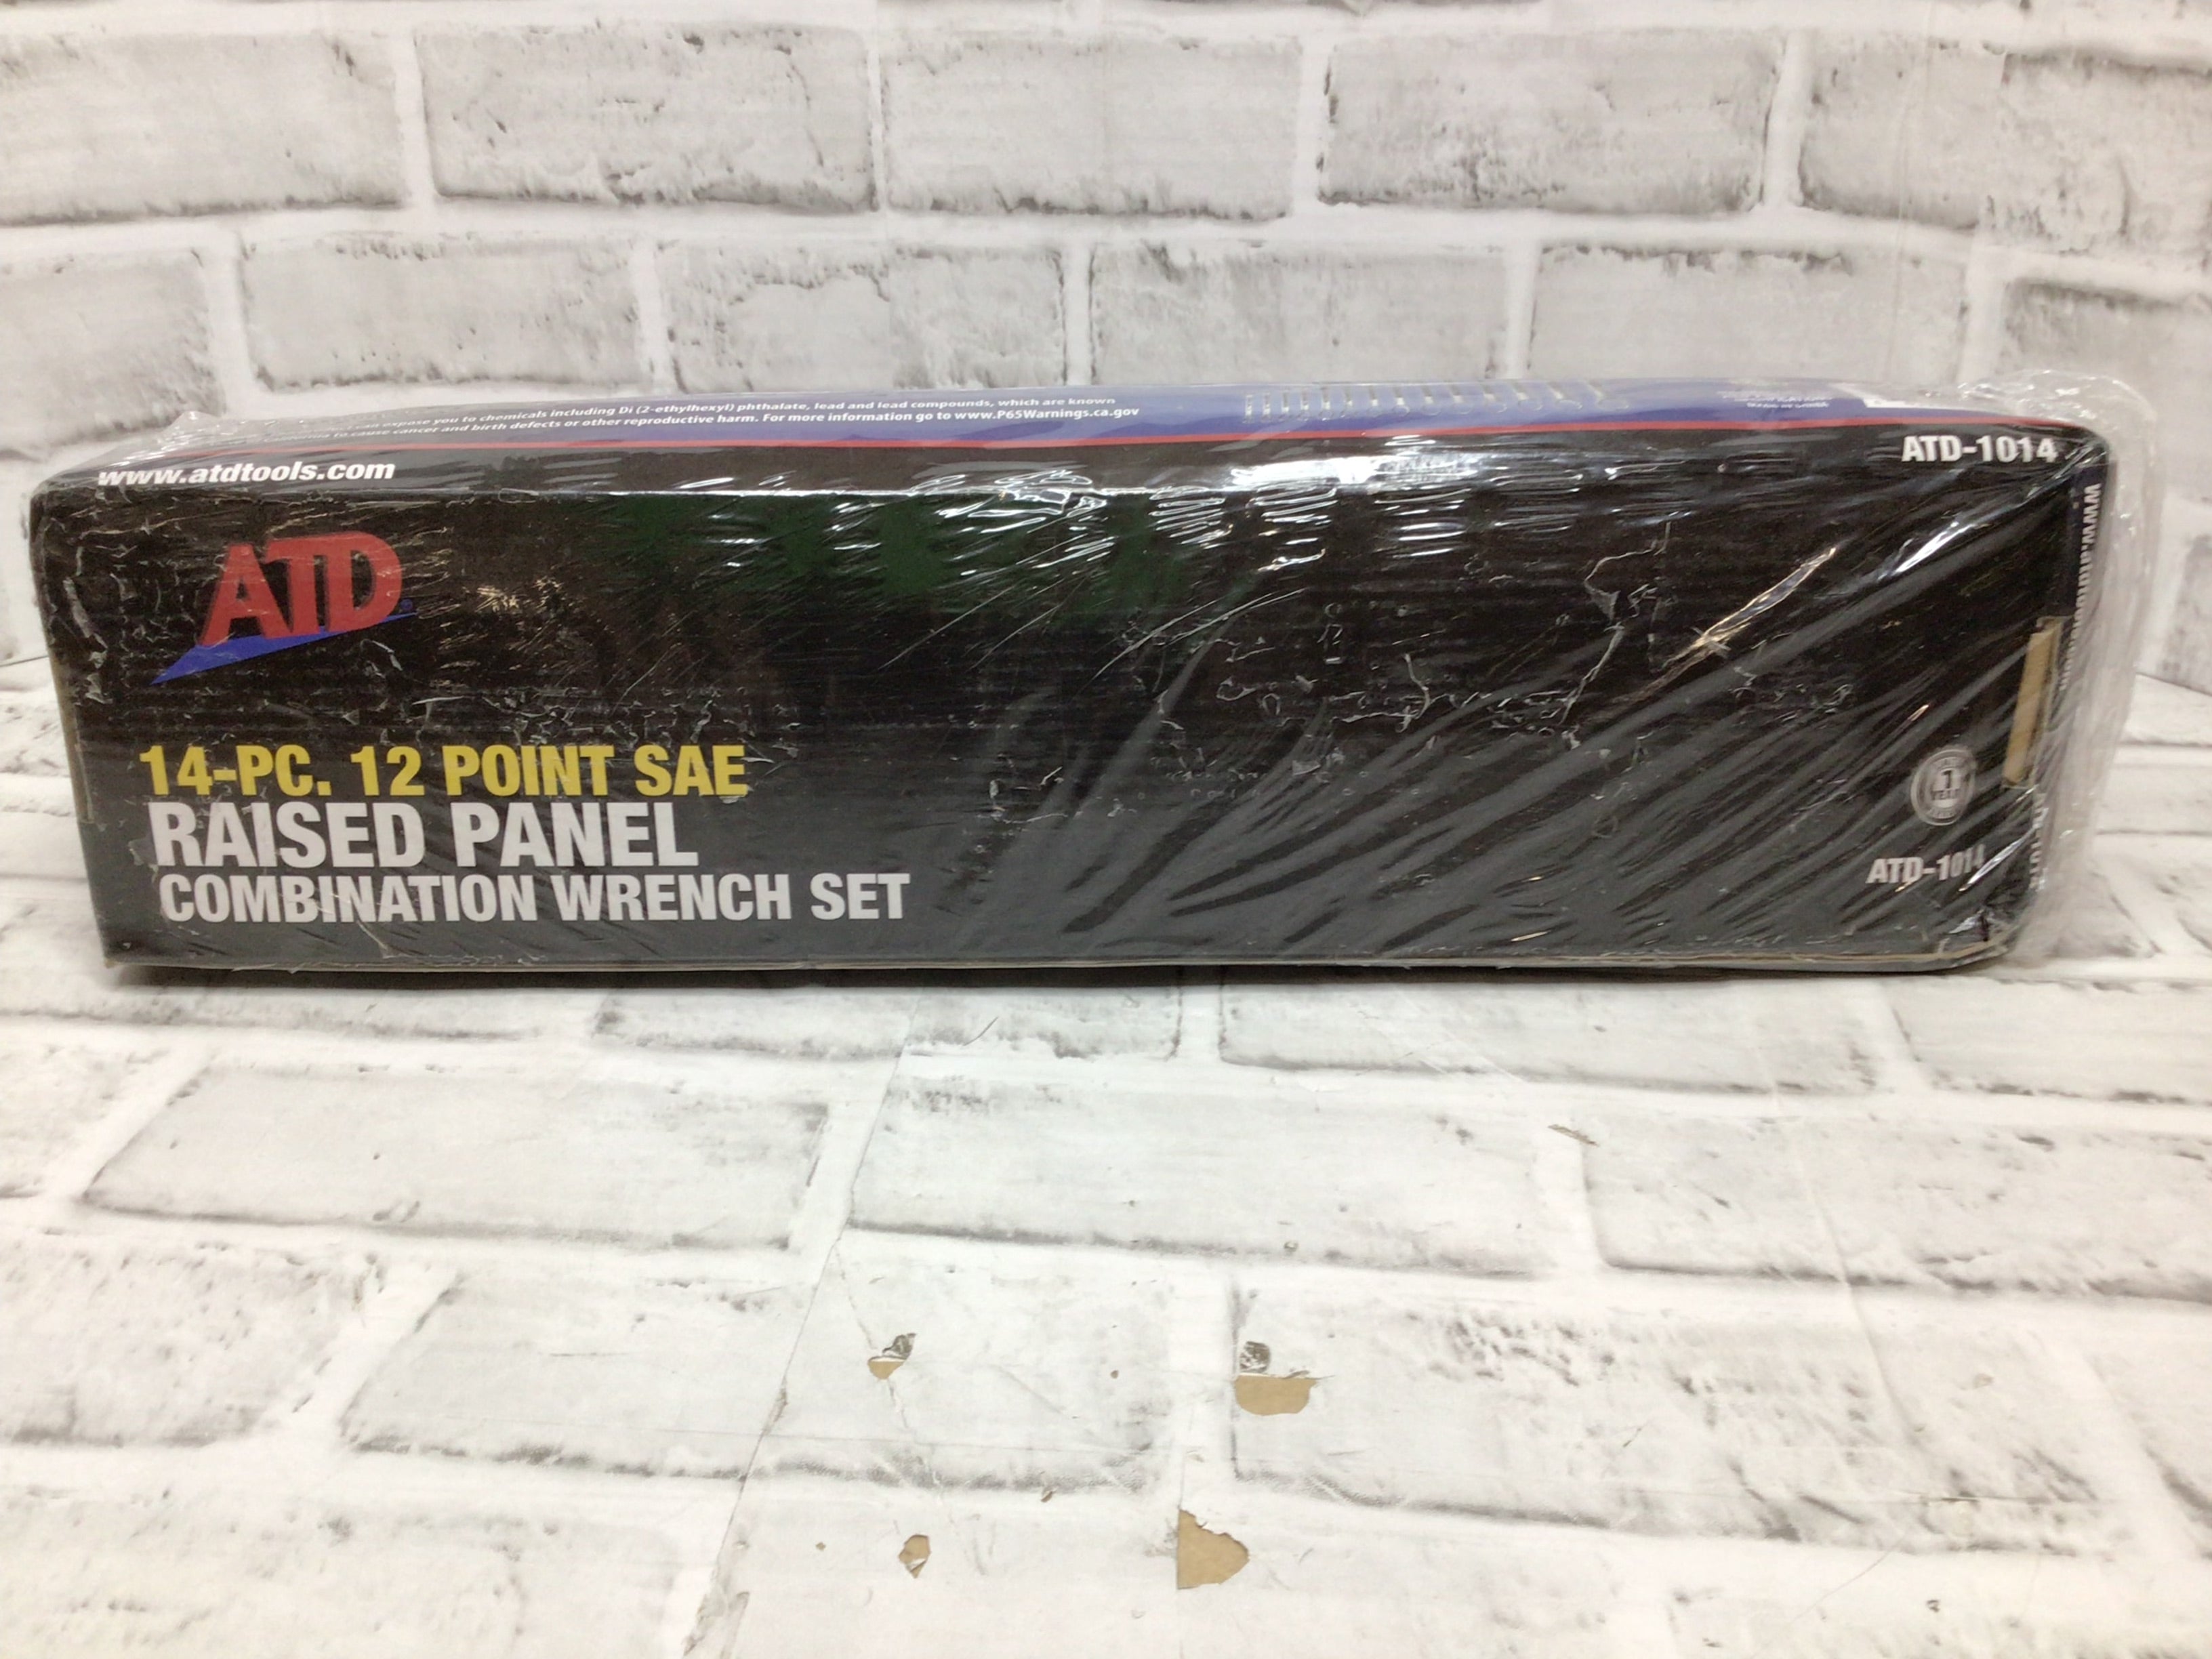 can expose you to chemicals including Di (2-ethylhexyl) phthalate, lead and lead compounds, which are known
to cause cancer and birth defects or other reproductive harm. For more information go to www.P65Warnings.ca.gov
www.atdtools.com
ATD-1014
ATD
14-PC. 12 POINT SAE
RAISED PANEL
COMBINATION WRENCH SET
1
YEAR
ATD-1014